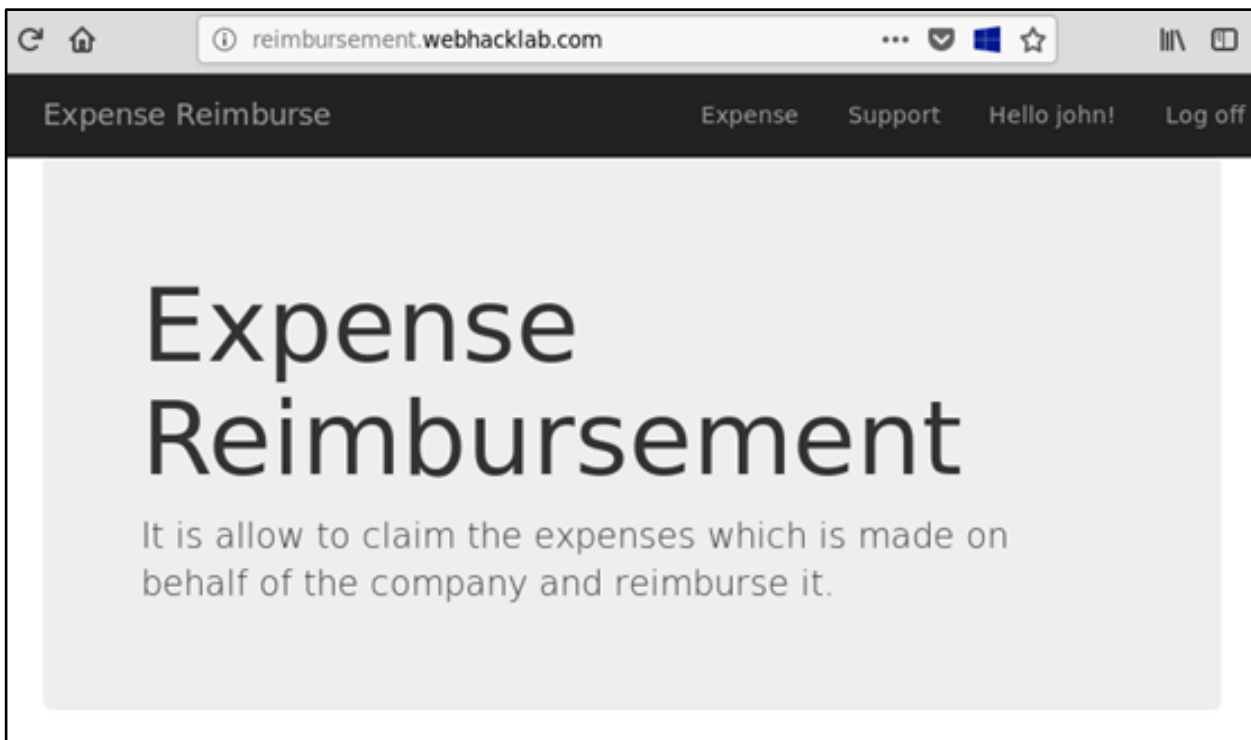 reimbursement.webhacklab.com
Expense Reimburse Expense Support Hello john! Log off
Expense
Reimbursement
It is allow to claim the expenses which is made on
behalf of the company and reimburse it.